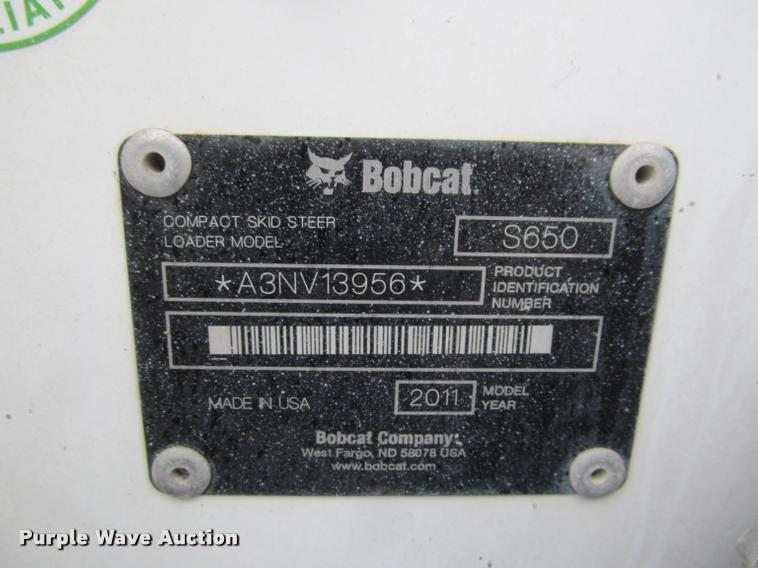 Bobcat
COMPACT SKID STEER
LOADER MODEL
S650
*A3NV13956*
PRODUCT
IDENTIFICATION
NUMBER
MADE IN USA
2011
MODEL
YEAR
Bobcat Company
West Fargo, ND 58078 USA
www.bobcat.com
Purple Wave Auction